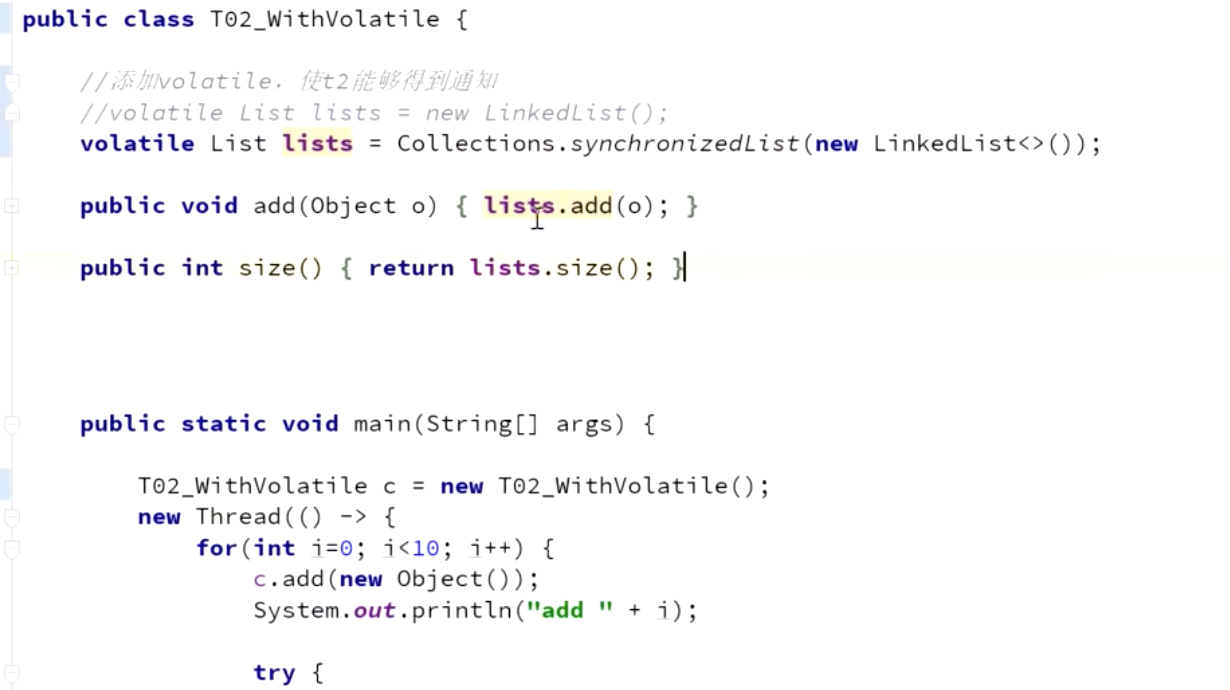 public class T02_WithVolatile {
//添加volatile，使t2能够得到通知
//volatile List lists = new LinkedList();
volatile List lists = Collections.synchronizedList(new LinkedList<>());
public void add(Object o) { lists.add(o); }
public int size() { return lists.size(); }
public static void main(String[] args) {
T02_WithVolatile c = new T02_WithVolatile();
new Thread(() -> {
for(int i=0; i<10; i++) {
c.add(new Object());
System.out.println("add " + i);
try {